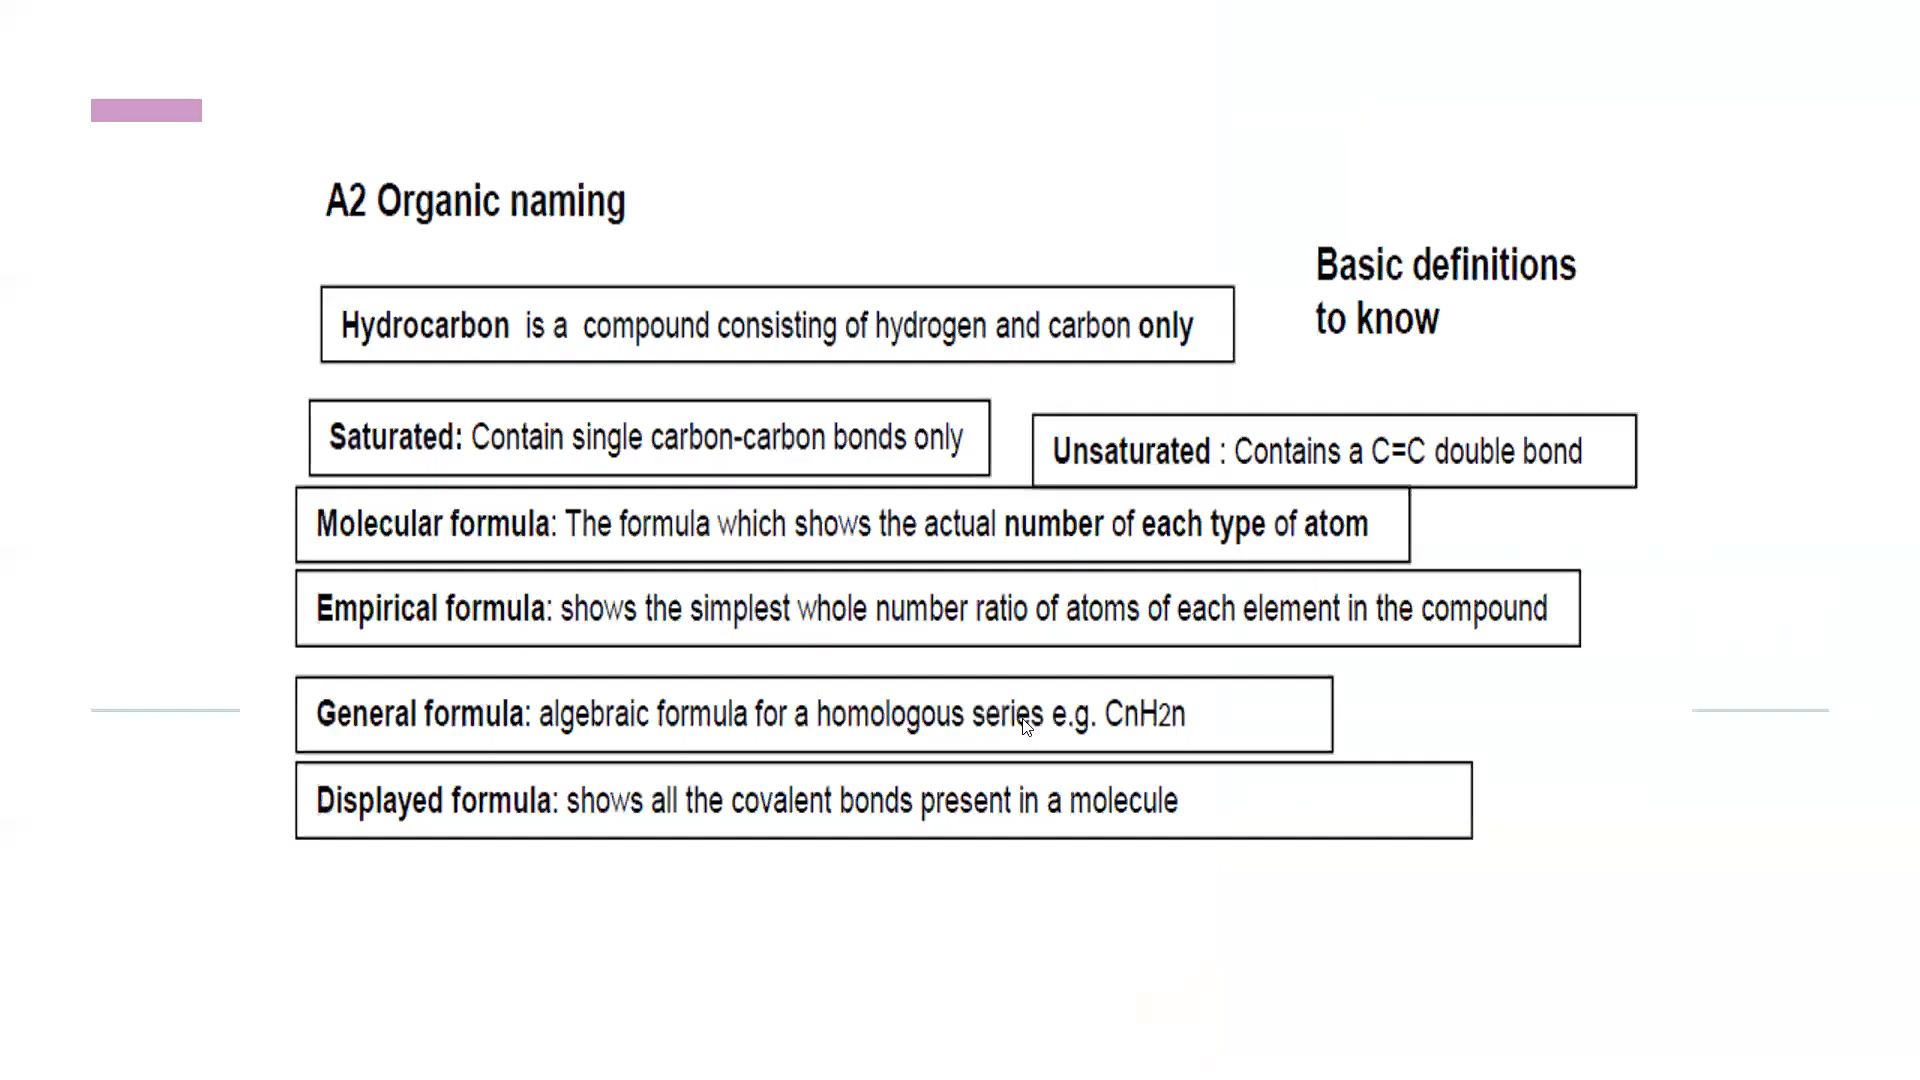 A2 Organic naming
Basic definitions
to know
Hydrocarbon is a compound consisting of hydrogen and carbon only
Saturated: Contain single carbon-carbon bonds only
Unsaturated : Contains a C=C double bond
Molecular formula: The formula which shows the actual number of each type of atom
Empirical formula: shows the simplest whole number ratio of atoms of each element in the compound
General formula: algebraic formula for a homologous series e.g. CnH2n
Displayed formula: shows all the covalent bonds present in a molecule